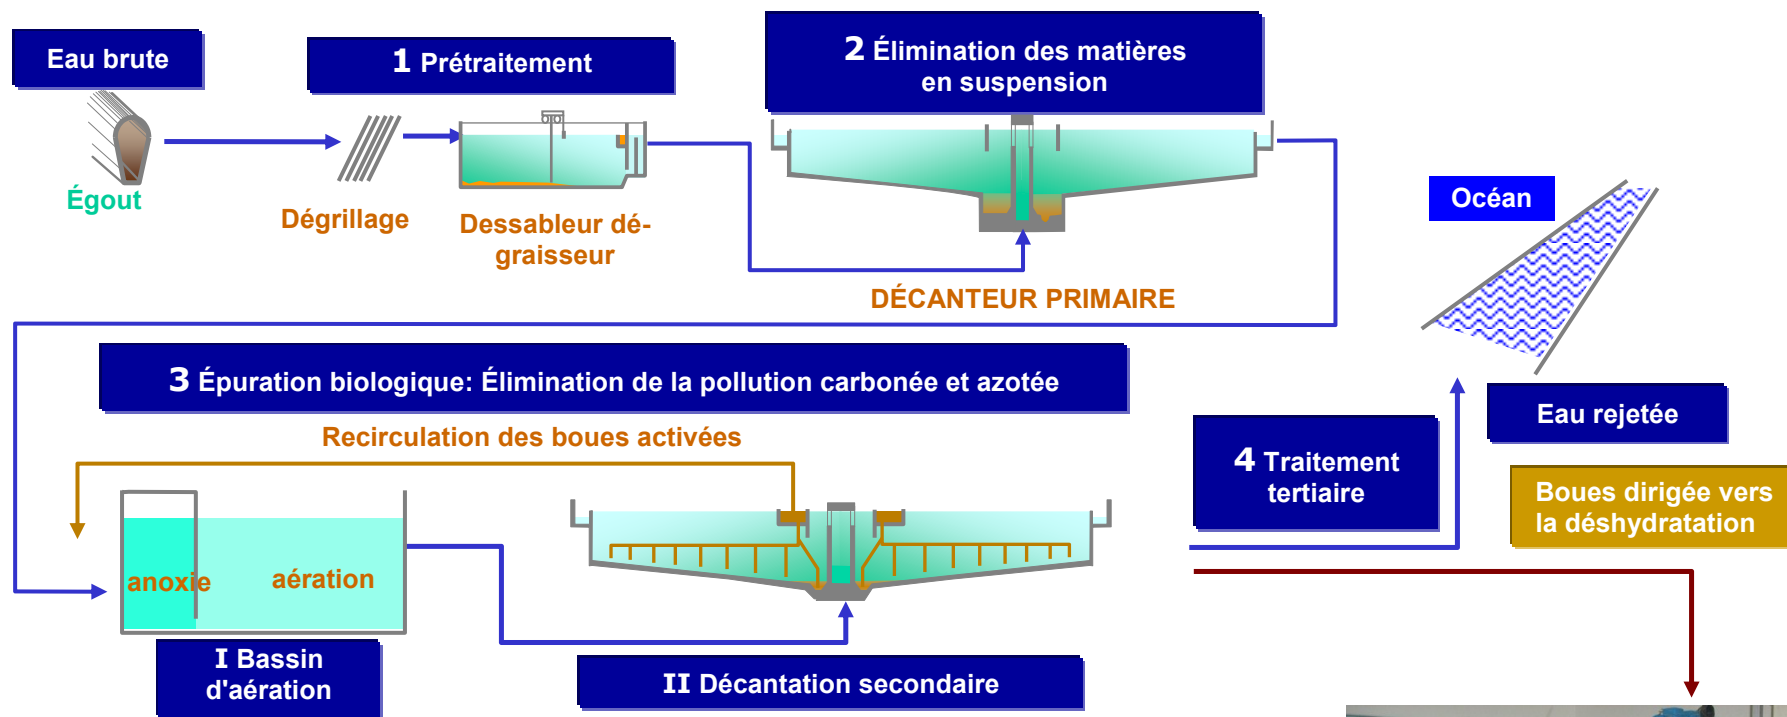 Eau brute
Égout
1 Prétraitement
Dégrillage
Dessableur dé-
graisseur
2 Élimination des matières
en suspension
DÉCANTEUR PRIMAIRE
Océan
3 Épuration biologique: Élimination de la pollution carbonée et azotée
Recirculation des boues activées
anoxie
aération
I Bassin
d'aération
II Décantation secondaire
4 Traitement
tertiaire
Eau rejetée
Boues dirigée vers
la déshydratation